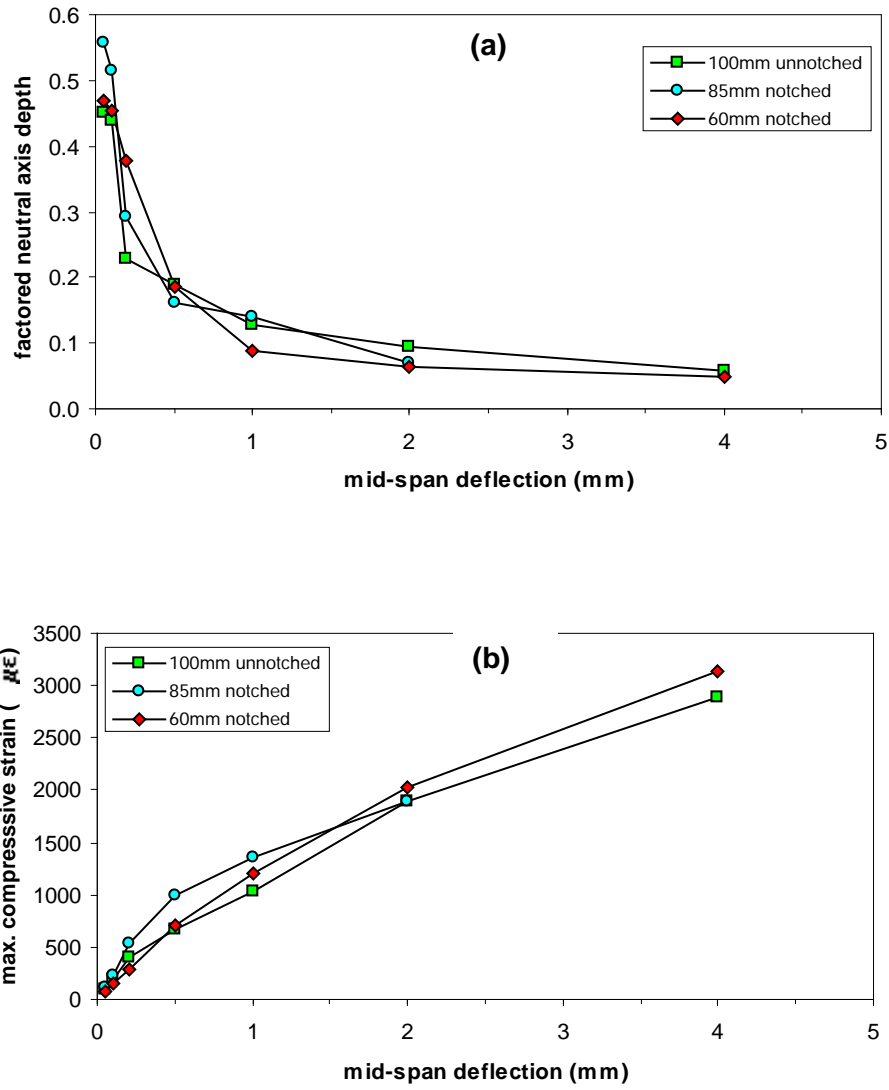 (a)
100mm unnotched
85mm notched
60mm notched
factored neutral axis depth
0.6
0.5
0.4
0.3
0.2
0.1
0.0
0 1 2 3 4 5
mid-span deflection (mm)
(b)
100mm unnotched
85mm notched
60mm notched
max. compresssive strain ( με)
3500
3000
2500
2000
1500
1000
500
0
0 1 2 3 4 5
mid-span deflection (mm)